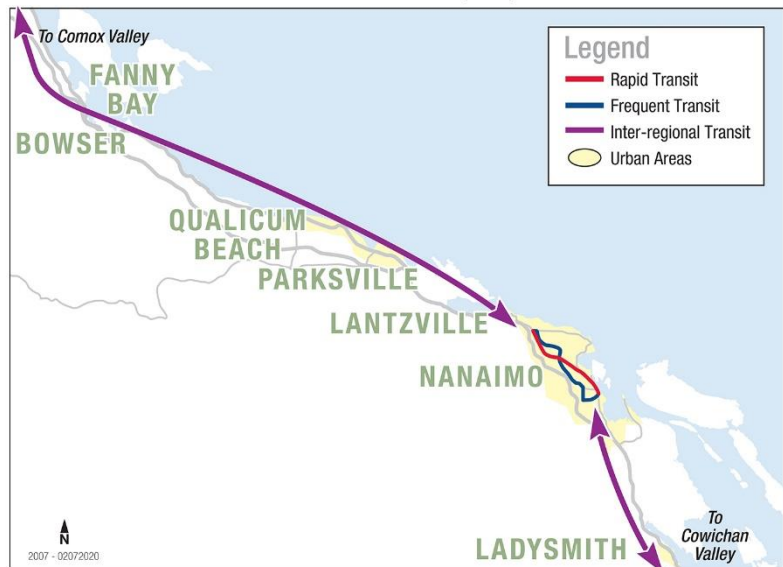 To Comox Valley
FANNY
BAY
BOWSER
QUALICUM
BEACH
PARKSVILLE
LANTZVILLE
NANAIMO
LADYSMITH
To
Cowichan
Valley
Legend
Rapid Transit
Frequent Transit
Inter-regional Transit
Urban Areas
N
2007 - 02072020